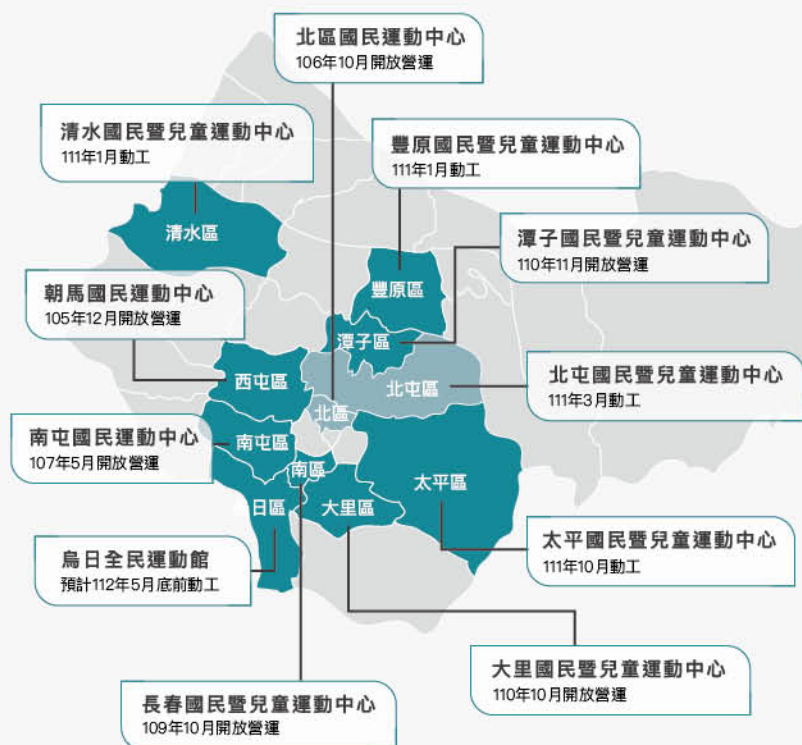 北區國民運動中心
106年10月開放營運
清水國民暨兒童運動中心
111年1月動工
豐原國民暨兒童運動中心
111年1月動工
清水區
潭子國民暨兒童運動中心
110年11月開放營運
豐原區
朝馬國民運動中心
105年12月開放營運
潭子區
西屯區
北屯區
北屯國民暨兒童運動中心
111年3月動工
北區
南屯國民運動中心
107年5月開放營運
南屯區
南區
太平區
日區
大里區
烏日全民運動館
預計112年5月底前動工
太平國民暨兒童運動中心
111年10月動工
大里國民暨兒童運動中心
110年10月開放營運
長春國民暨兒童運動中心
109年10月開放營運